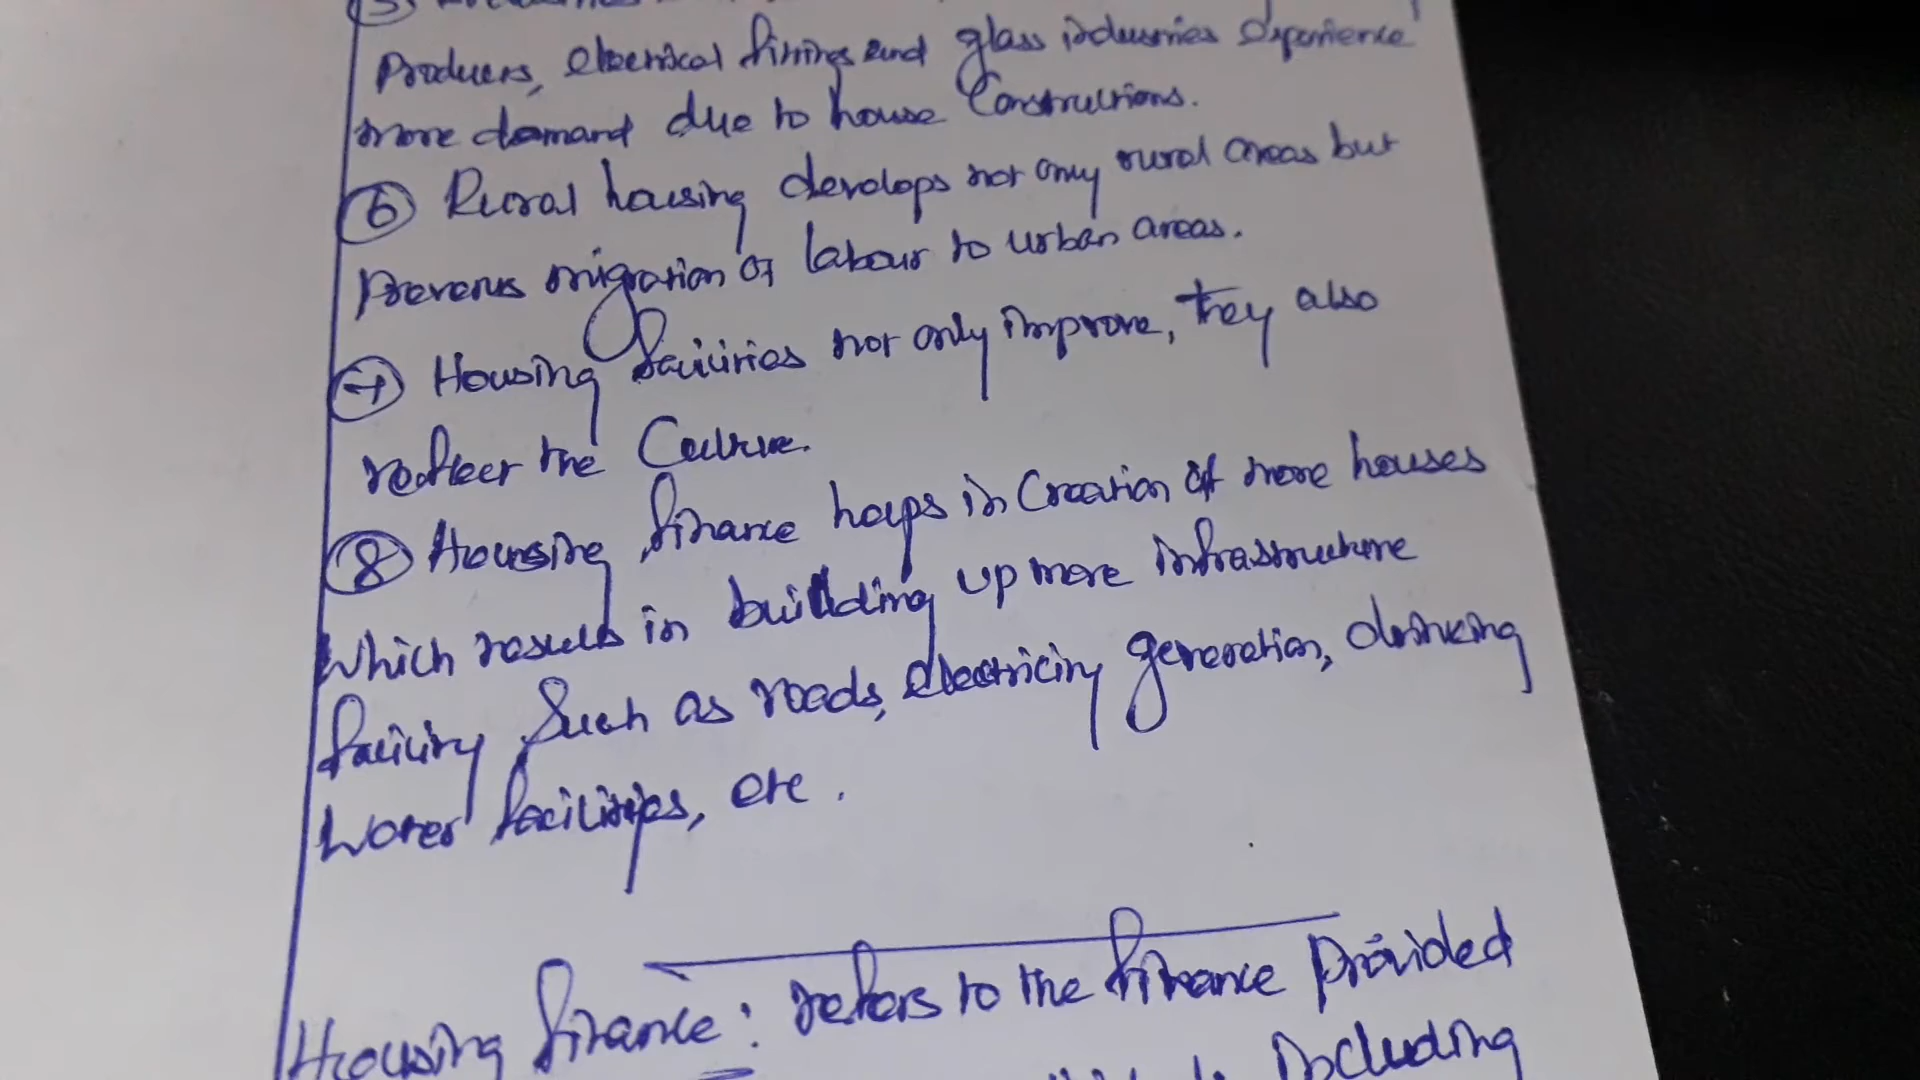 Producers, electrical fittings and glass industries experience
more demand due to house Constructions.
⑥ Rural housing develops not only rural areas but
prevents migration of labour to urban areas.
⑦ Housing facilities not only improve, they also
reflect the Culture.
⑧ Housing finance helps in Creation of more houses
which results in building up more infrastructure
facility such as roads, electricity generation, drinking
water facilities, etc.
Housing finance: refers to the finance provided
including